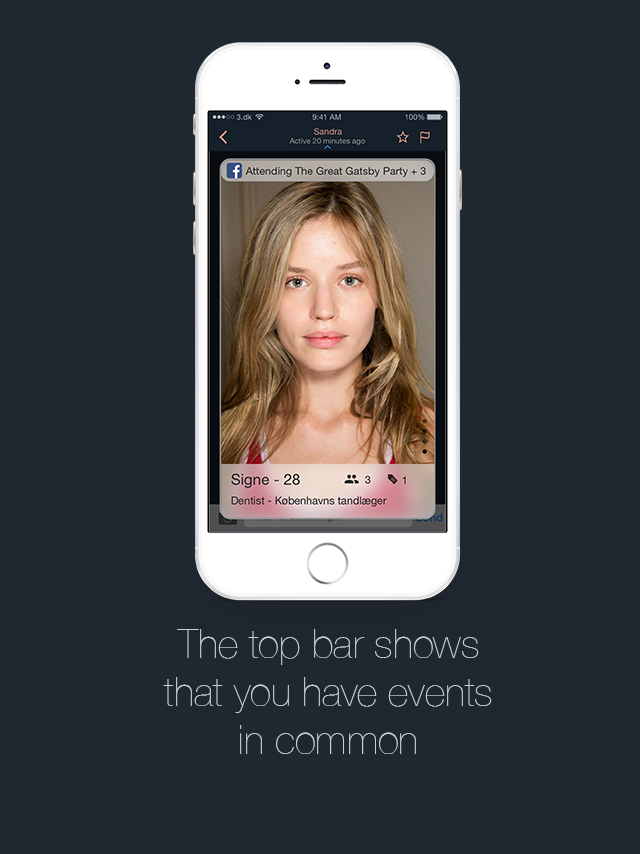 3.dk 9:41 AM 100%
Sandra
Active 20 minutes ago
Attending The Great Gatsby Party + 3
Signe - 28 3 1
Dentist - Københavns tandlæger
Send
The top bar shows
that you have events
in common